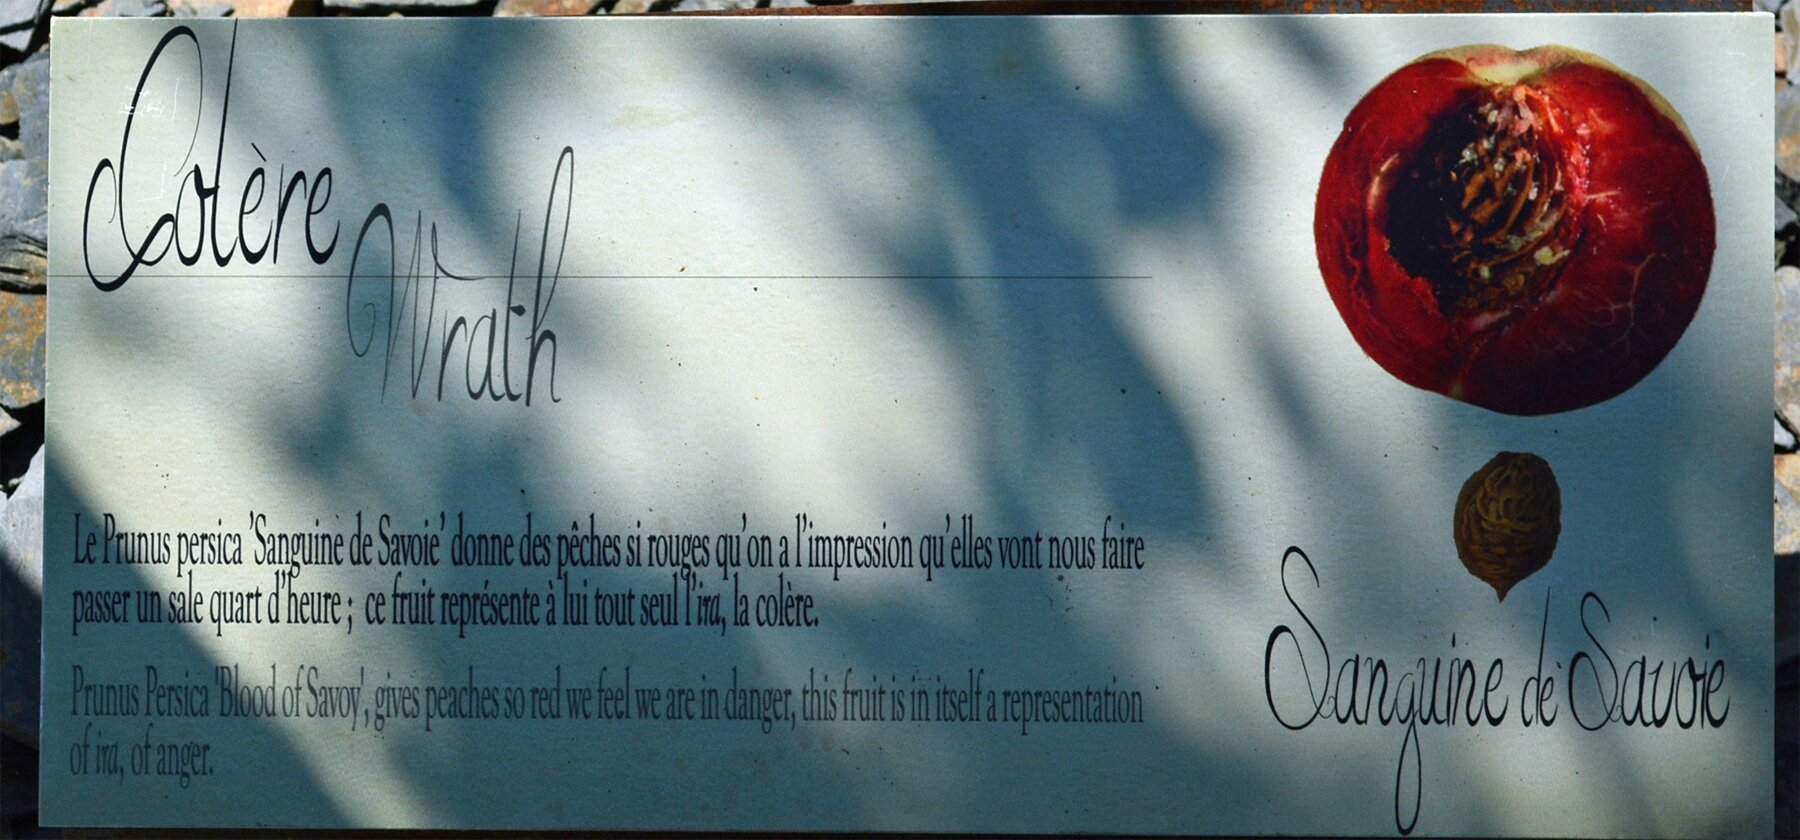 Colère
Wrath
Le Prunus persica 'Sanguine de Savoie' donne des pêches si rouges qu'on a l'impression qu'elles vont nous faire
passer un sale quart d'heure ; ce fruit représente à lui tout seul l'ira, la colère.
Prunus Persica 'Blood of Savoy', gives peaches so red we feel we are in danger, this fruit is in itself a representation
of ira, of anger.
Sanguine de Savoie